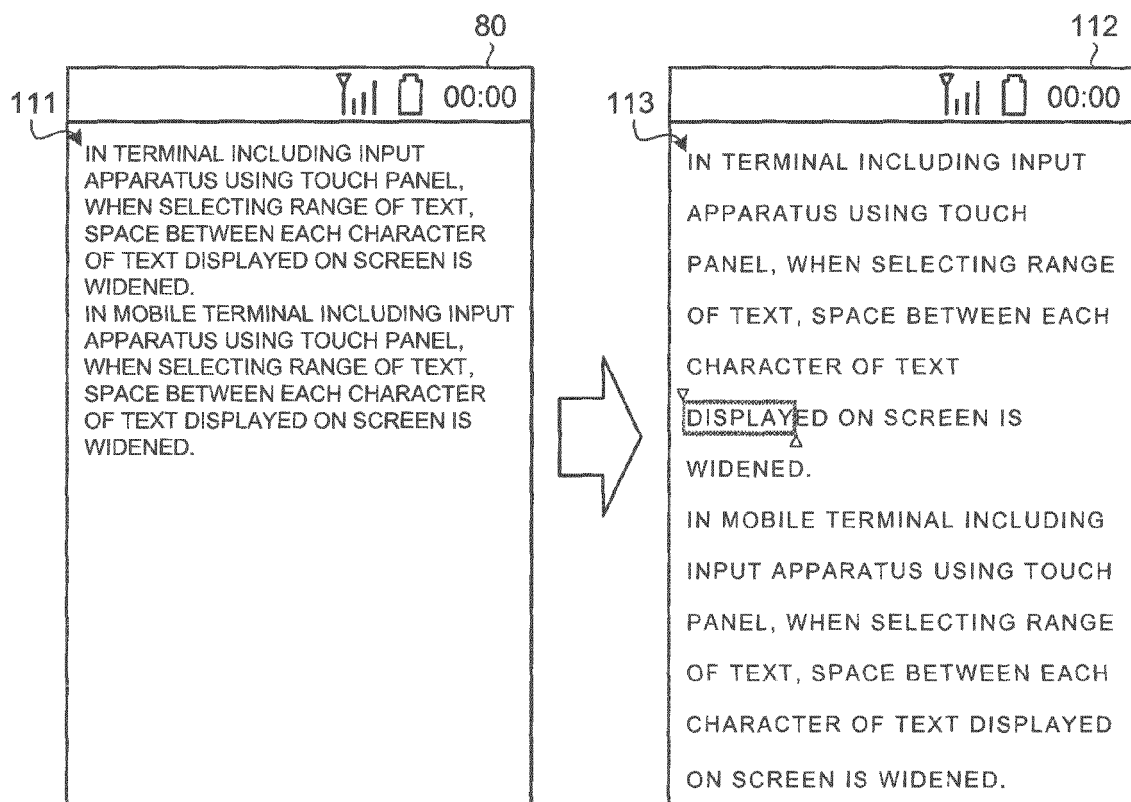 80
111
00:00
IN TERMINAL INCLUDING INPUT
APPARATUS USING TOUCH PANEL,
WHEN SELECTING RANGE OF TEXT,
SPACE BETWEEN EACH CHARACTER
OF TEXT DISPLAYED ON SCREEN IS
WIDENED.
IN MOBILE TERMINAL INCLUDING INPUT
APPARATUS USING TOUCH PANEL,
WHEN SELECTING RANGE OF TEXT,
SPACE BETWEEN EACH CHARACTER
OF TEXT DISPLAYED ON SCREEN IS
WIDENED.
112
113
00:00
IN TERMINAL INCLUDING INPUT
APPARATUS USING TOUCH
PANEL, WHEN SELECTING RANGE
OF TEXT, SPACE BETWEEN EACH
CHARACTER OF TEXT
DISPLAYED ON SCREEN IS
WIDENED.
IN MOBILE TERMINAL INCLUDING
INPUT APPARATUS USING TOUCH
PANEL, WHEN SELECTING RANGE
OF TEXT, SPACE BETWEEN EACH
CHARACTER OF TEXT DISPLAYED
ON SCREEN IS WIDENED.